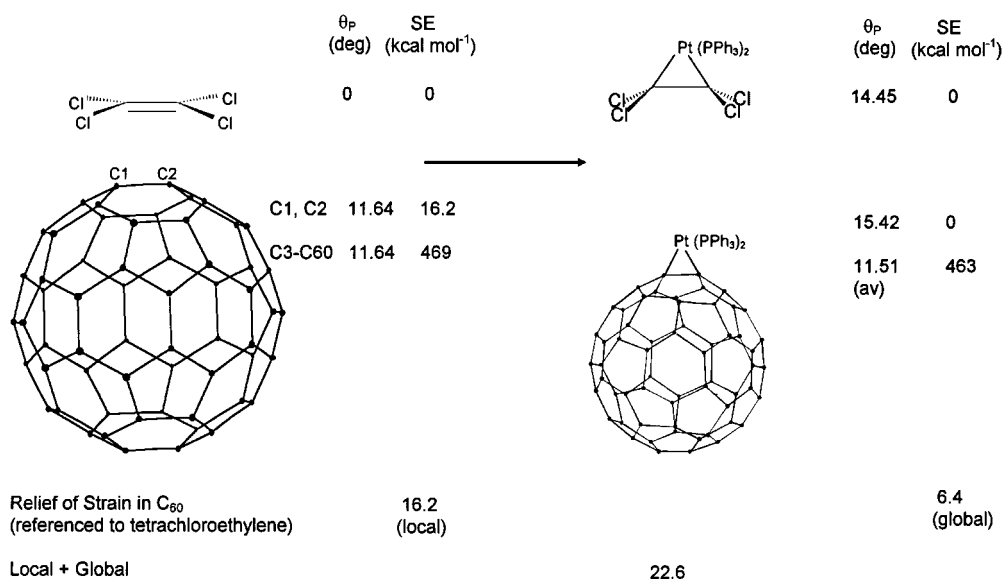 θP SE
(deg) (kcal mol⁻¹)
Cl Cl
Cl Cl
0 0
C1 C2
C1, C2 11.64 16.2
C3-C60 11.64 469
θP SE
(deg) (kcal mol⁻¹)
Pt(PPh₃)₂
Cl Cl
Cl Cl
14.45 0
15.42 0
Pt(PPh₃)₂
11.51 463
(av)
Relief of Strain in C₆₀ 16.2 6.4
(referenced to tetrachloroethylene) (local) (global)
Local + Global 22.6